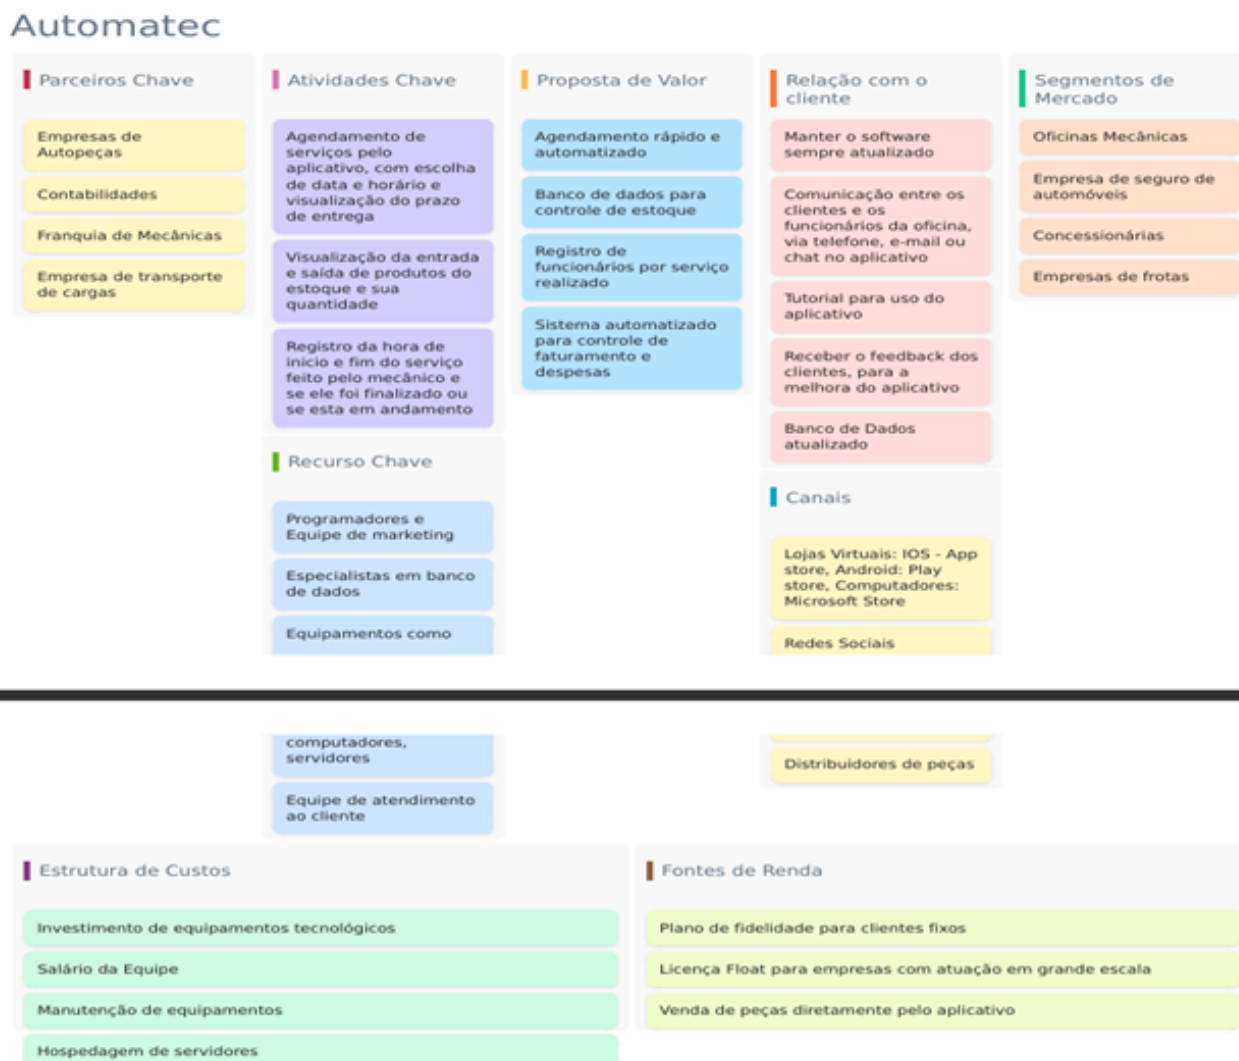 Automatec
Parceiros Chave
Empresas de
Autopeças
Contabilidades
Franquia de Mecânicas
Empresa de transporte
de cargas
Atividades Chave
Agendamento de
serviços pelo
aplicativo, com escolha
de data e horário e
visualização do prazo
de entrega
Visualização da entrada
e saída de produtos do
estoque e sua
quantidade
Registro da hora de
inicio e fim do serviço
feito pelo mecânico e
se ele foi finalizado ou
se esta em andamento
Recurso Chave
Programadores e
Equipe de marketing
Especialistas em banco
de dados
Equipamentos como
computadores,
servidores
Equipe de atendimento
ao cliente
Proposta de Valor
Agendamento rápido e
automatizado
Banco de dados para
controle de estoque
Registro de
funcionários por serviço
realizado
Sistema automatizado
para controle de
faturamento e
despesas
Relação com o
cliente
Manter o software
sempre atualizado
Comunicação entre os
clientes e os
funcionários da oficina,
via telefone, e-mail ou
chat no aplicativo
Tutorial para uso do
aplicativo
Receber o feedback dos
clientes, para a
melhora do aplicativo
Banco de Dados
atualizado
Canais
Lojas Virtuais: IOS - App
store, Android: Play
store, Computadores:
Microsoft Store
Redes Sociais
Distribuidores de peças
Segmentos de
Mercado
Oficinas Mecânicas
Empresa de seguro de
automóveis
Concessionárias
Empresas de frotas
Estrutura de Custos
Investimento de equipamentos tecnológicos
Salário da Equipe
Manutenção de equipamentos
Hospedagem de servidores
Fontes de Renda
Plano de fidelidade para clientes fixos
Licença Float para empresas com atuação em grande escala
Venda de peças diretamente pelo aplicativo